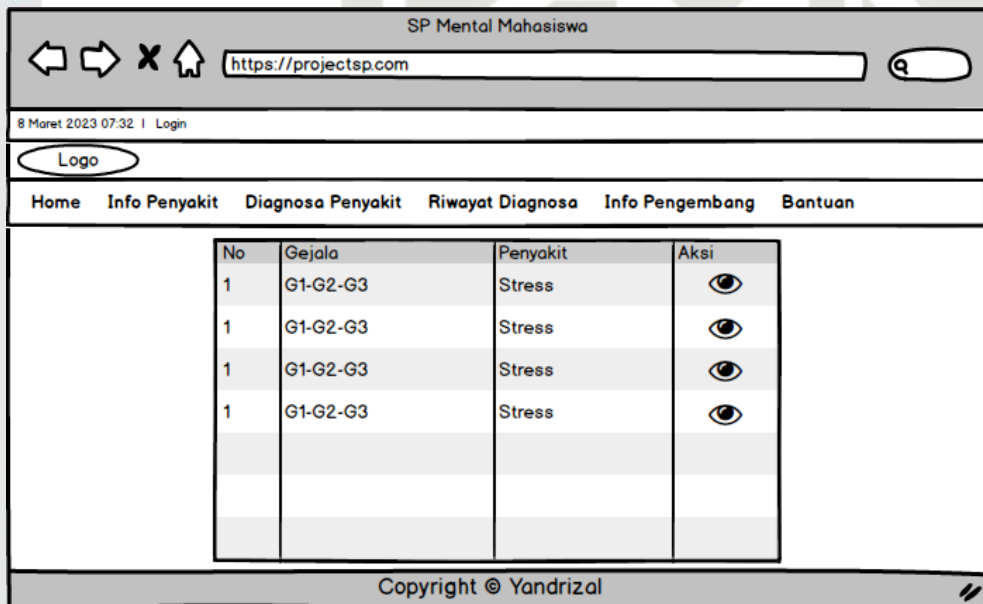 SP Mental Mahasiswa
https://projectsp.com
8 Maret 2023 07:32 | Login
Logo
Home Info Penyakit Diagnosa Penyakit Riwayat Diagnosa Info Pengembang Bantuan
No Gejala Penyakit Aksi
1 G1-G2-G3 Stress
1 G1-G2-G3 Stress
1 G1-G2-G3 Stress
1 G1-G2-G3 Stress
Copyright © Yandrizal